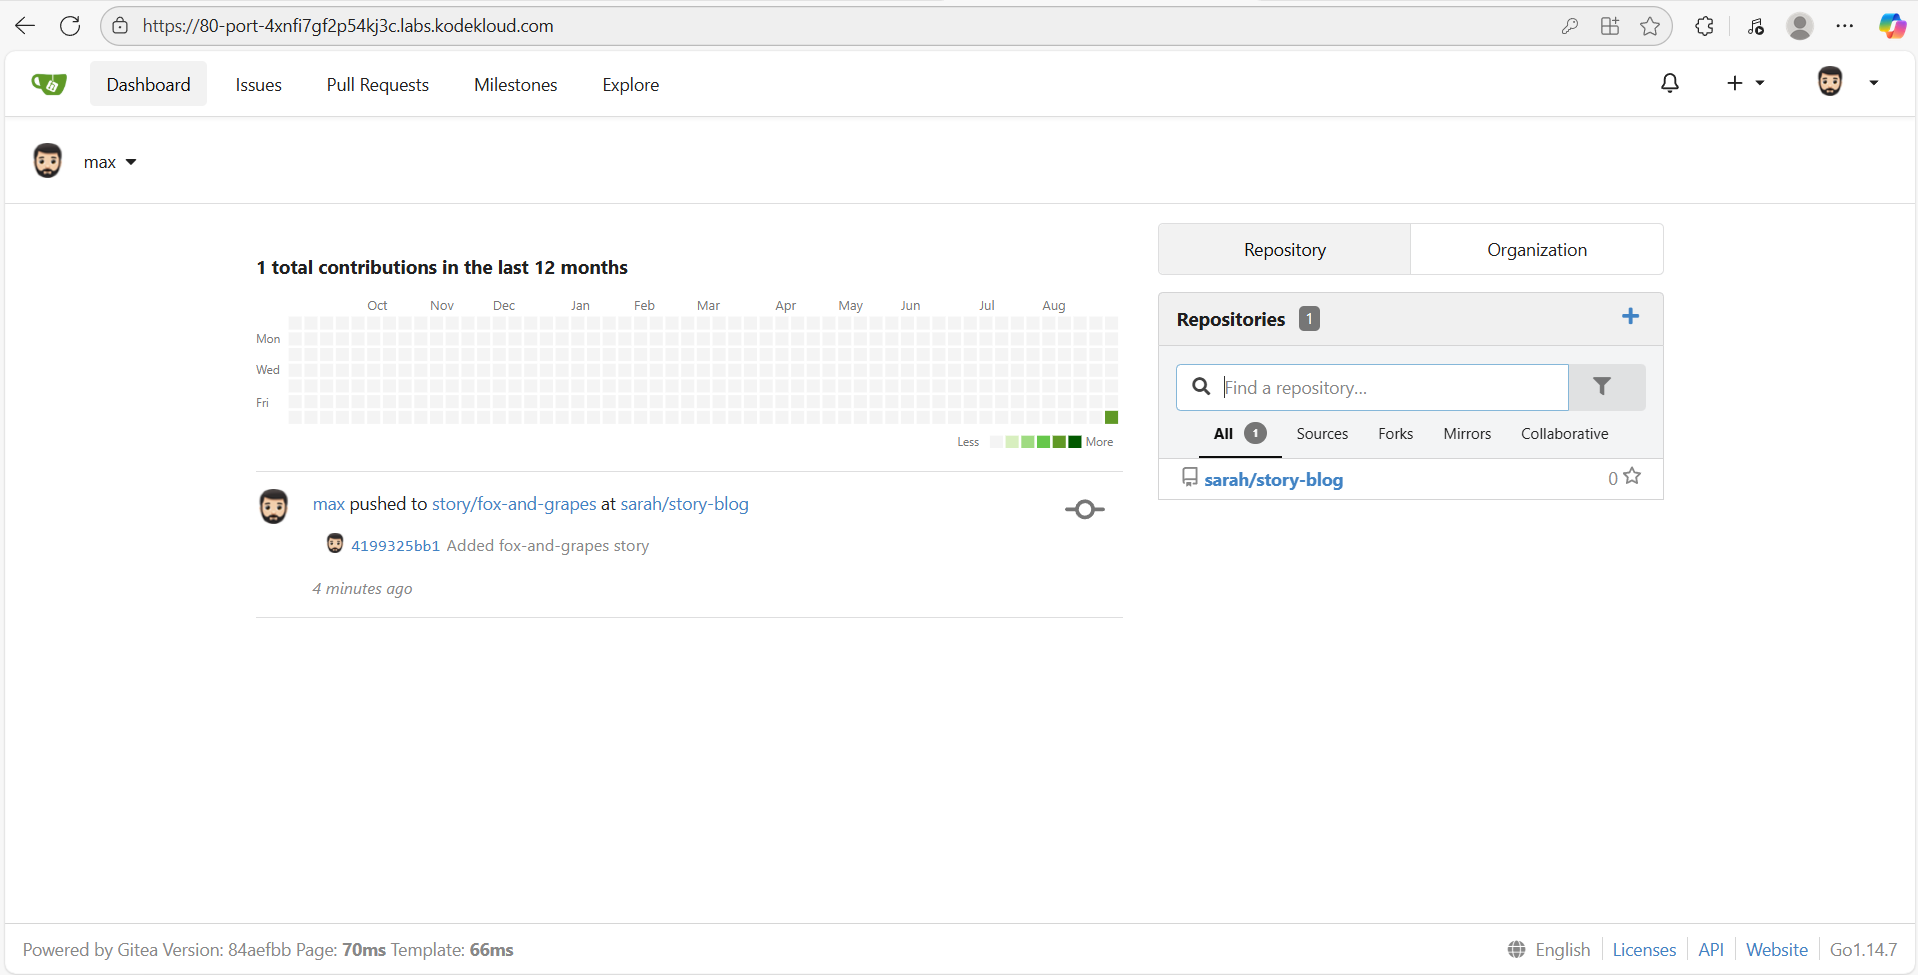 https://80-port-4xnfi7gf2p54kj3c.labs.kodekloud.com
Dashboard Issues Pull Requests Milestones Explore
max
1 total contributions in the last 12 months
Oct Nov Dec Jan Feb Mar Apr May Jun Jul Aug
Mon
Wed
Fri
Less More
max pushed to story/fox-and-grapes at sarah/story-blog
4199325bb1 Added fox-and-grapes story
4 minutes ago
Repository Organization
Repositories 1
Find a repository...
All 1 Sources Forks Mirrors Collaborative
sarah/story-blog 0
Powered by Gitea Version: 84aefbb Page: 70ms Template: 66ms
English Licenses API Website Go1.14.7